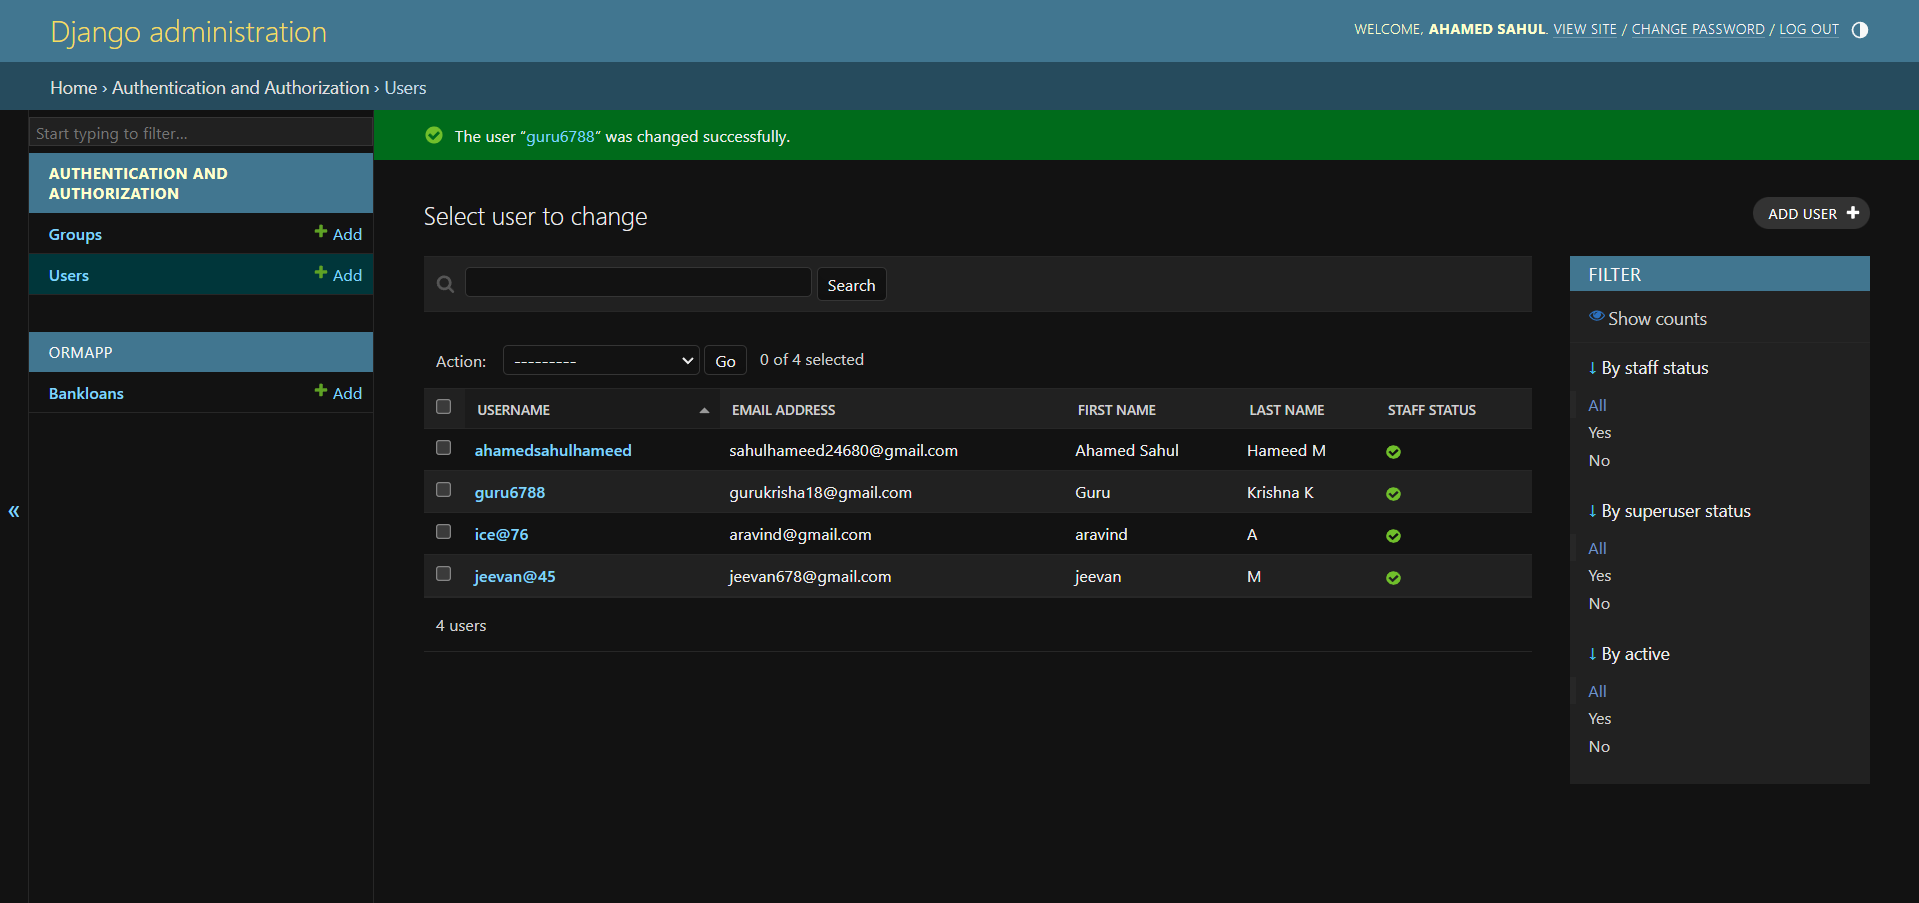 Django administration
WELCOME, AHAMED SAHUL. VIEW SITE / CHANGE PASSWORD / LOG OUT
Home › Authentication and Authorization › Users
Start typing to filter...
AUTHENTICATION AND
AUTHORIZATION
Groups
Add
Users
Add
ORMAPP
Bankloans
Add
«
The user “guru6788” was changed successfully.
Select user to change
ADD USER
Search
Action: --------- Go 0 of 4 selected
USERNAME EMAIL ADDRESS FIRST NAME LAST NAME STAFF STATUS
ahamedsahulhameed sahulhameed24680@gmail.com Ahamed Sahul Hameed M
guru6788 gurukrisha18@gmail.com Guru Krishna K
ice@76 aravind@gmail.com aravind A
jeevan@45 jeevan678@gmail.com jeevan M
4 users
FILTER
Show counts
↓ By staff status
All
Yes
No
↓ By superuser status
All
Yes
No
↓ By active
All
Yes
No